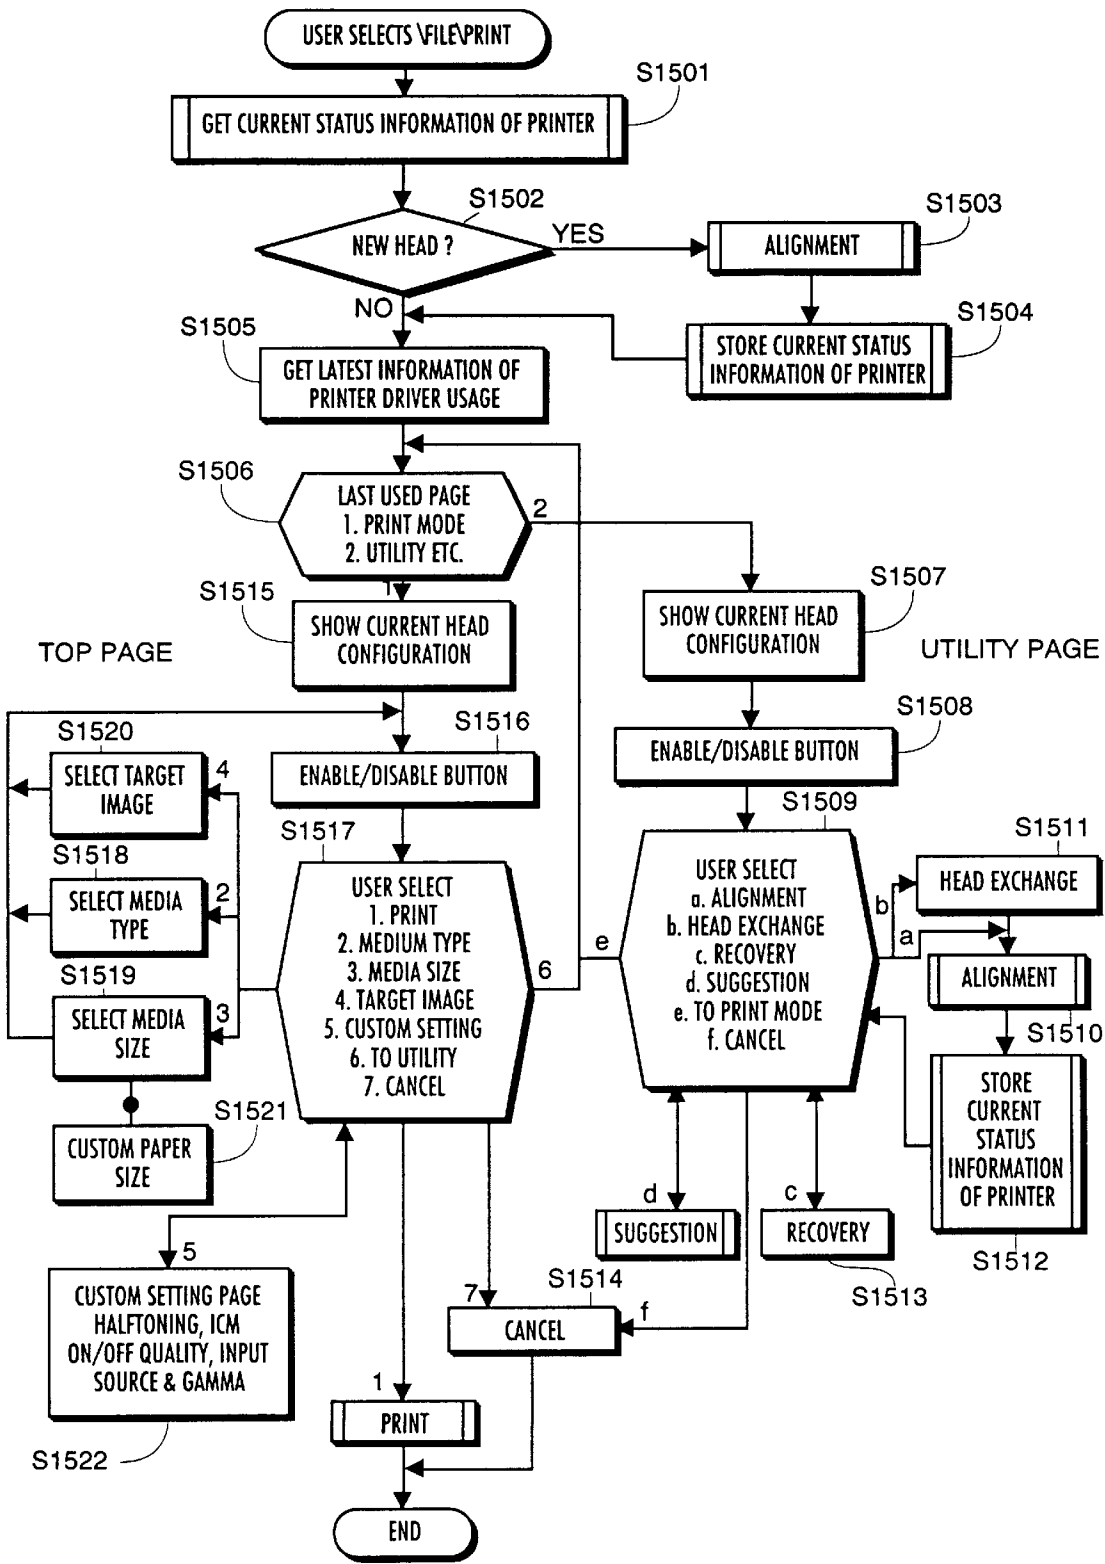 USER SELECTS \FILE\PRINT
S1501
GET CURRENT STATUS INFORMATION OF PRINTER
S1502
NEW HEAD ?
YES
S1503
ALIGNMENT
NO
S1504
STORE CURRENT STATUS
INFORMATION OF PRINTER
S1505
GET LATEST INFORMATION OF
PRINTER DRIVER USAGE
S1506
LAST USED PAGE
1. PRINT MODE
2. UTILITY ETC.
2
1
S1515
SHOW CURRENT HEAD
CONFIGURATION
S1507
SHOW CURRENT HEAD
CONFIGURATION
TOP PAGE
UTILITY PAGE
S1516
ENABLE/DISABLE BUTTON
S1508
ENABLE/DISABLE BUTTON
S1520
SELECT TARGET
IMAGE
4
S1518
SELECT MEDIA
TYPE
2
S1519
SELECT MEDIA
SIZE
3
S1521
CUSTOM PAPER
SIZE
S1517
USER SELECT
1. PRINT
2. MEDIUM TYPE
3. MEDIA SIZE
4. TARGET IMAGE
5. CUSTOM SETTING
6. TO UTILITY
7. CANCEL
6
e
S1509
USER SELECT
a. ALIGNMENT
b. HEAD EXCHANGE
c. RECOVERY
d. SUGGESTION
e. TO PRINT MODE
f. CANCEL
b
a
S1511
HEAD EXCHANGE
ALIGNMENT
S1510
STORE
CURRENT
STATUS
INFORMATION
OF PRINTER
S1512
d
SUGGESTION
c
RECOVERY
S1513
5
CUSTOM SETTING PAGE
HALFTONING, ICM
ON/OFF QUALITY, INPUT
SOURCE & GAMMA
S1522
7
S1514
CANCEL
f
1
PRINT
END